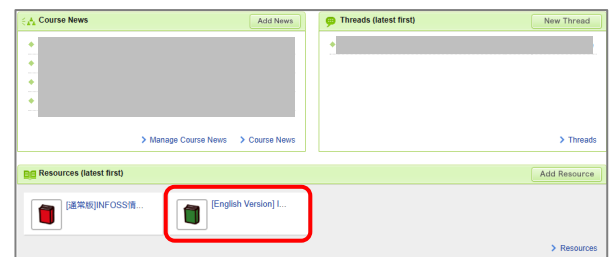 Course News
Add News
Manage Course News
Course News
Threads (latest first)
New Thread
Threads
Resources (latest first)
Add Resource
[通常版]INFOSS情...
[English Version] I...
Resources